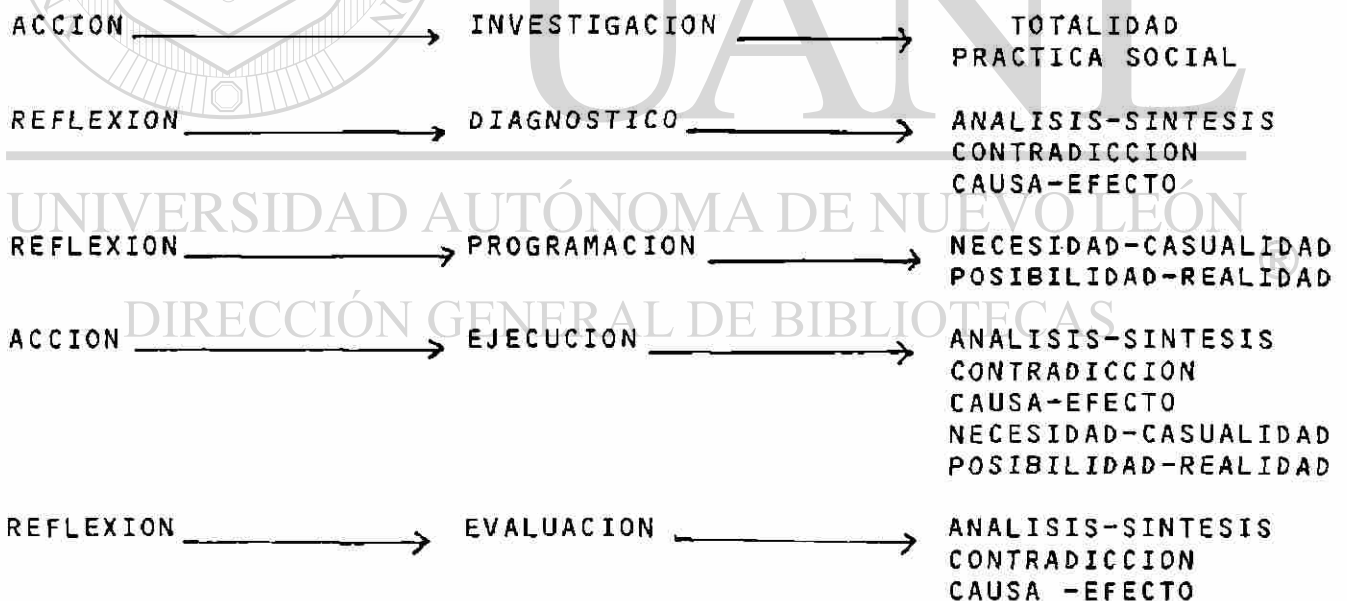 ACCION → INVESTIGACION → TOTALIDAD
PRACTICA SOCIAL
REFLEXION → DIAGNOSTICO → ANALISIS-SINTESIS
CONTRADICCION
CAUSA-EFECTO
UNIVERSIDAD AUTÓNOMA DE NUEVO LEÓN
®
REFLEXION → PROGRAMACION → NECESIDAD-CASUALIDAD
POSIBILIDAD-REALIDAD
DIRECCIÓN GENERAL DE BIBLIOTECAS
ACCION → EJECUCION → ANALISIS-SINTESIS
CONTRADICCION
CAUSA-EFECTO
NECESIDAD-CASUALIDAD
POSIBILIDAD-REALIDAD
REFLEXION → EVALUACION → ANALISIS-SINTESIS
CONTRADICCION
CAUSA -EFECTO
UANL